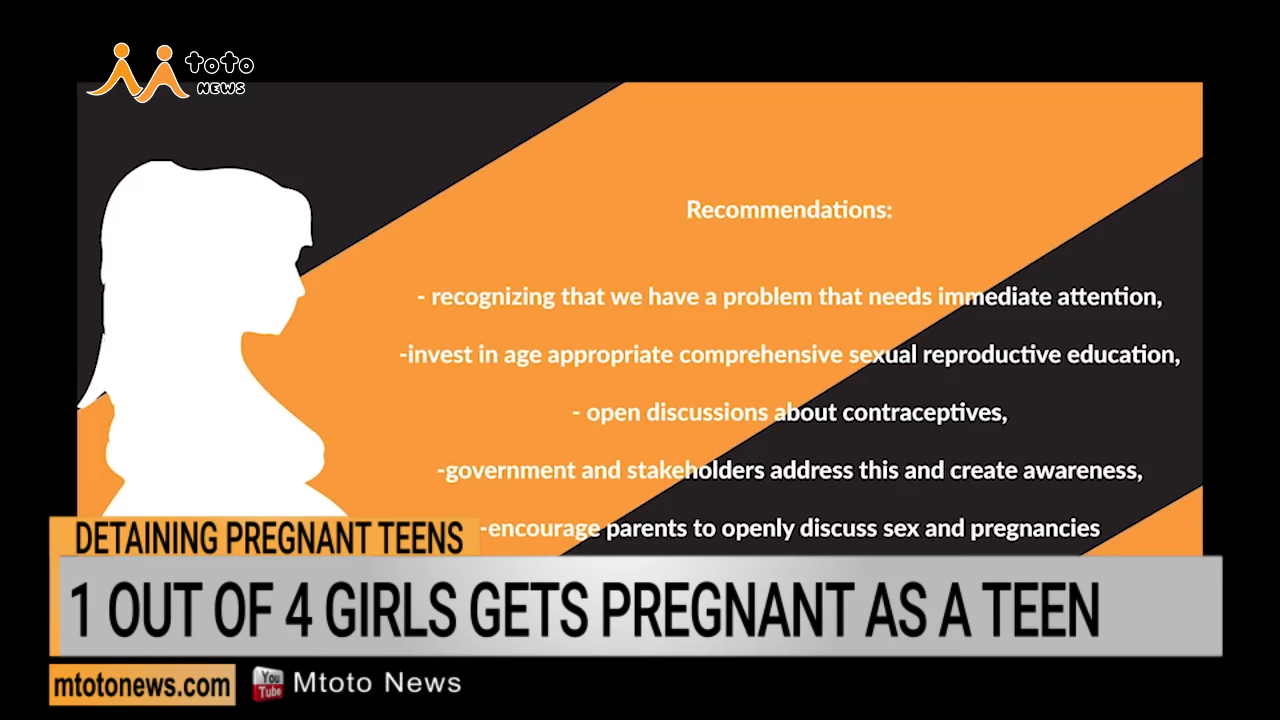 toto
NEWS
Recommendations:
- recognizing that we have a problem that needs immediate attention,
-invest in age appropriate comprehensive sexual reproductive education,
- open discussions about contraceptives,
-government and stakeholders address this and create awareness,
-encourage parents to openly discuss sex and pregnancies
DETAINING PREGNANT TEENS
1 OUT OF 4 GIRLS GETS PREGNANT AS A TEEN
mtotonews.com
You
Tube
Mtoto News